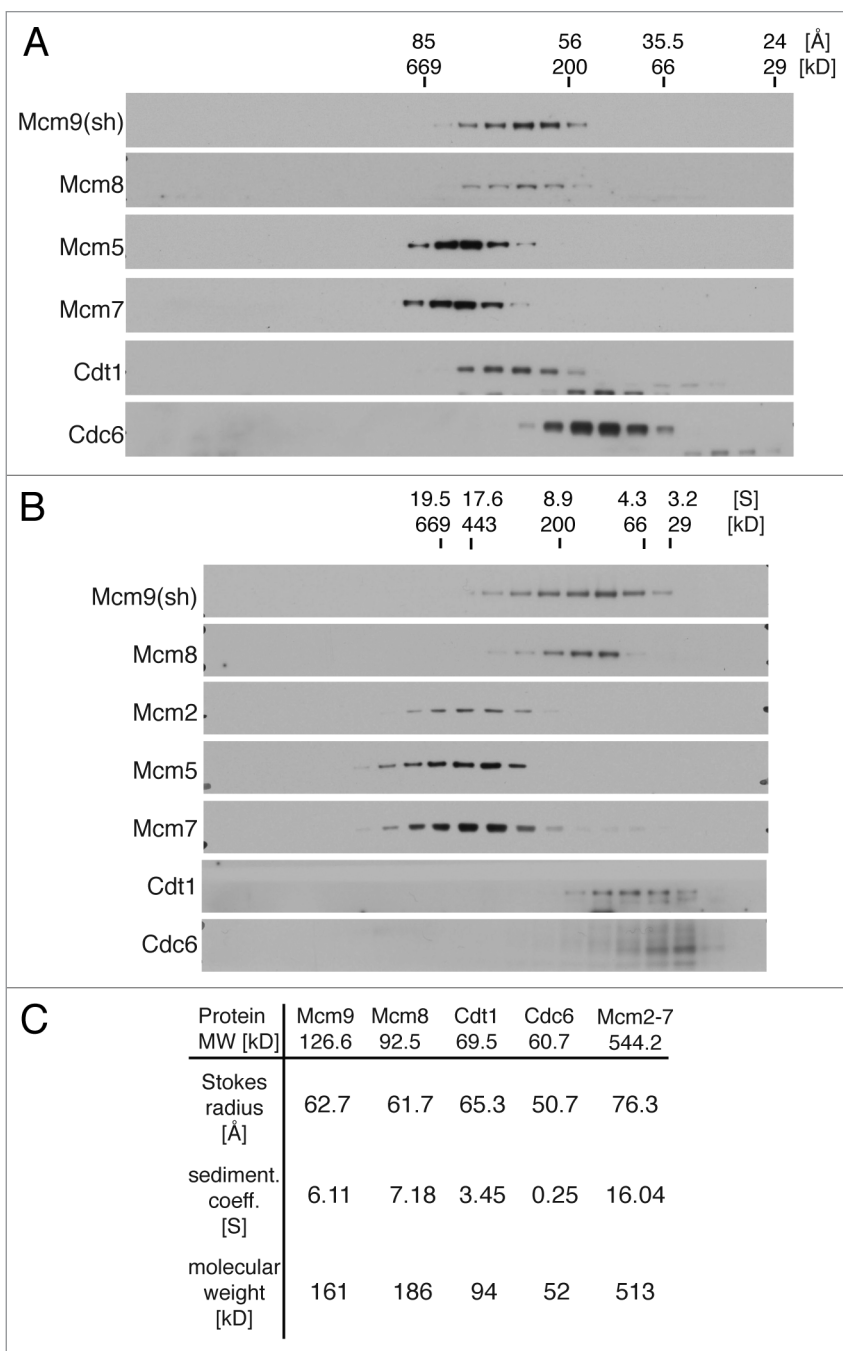 A
85 56 35.5 24 [Å]
669 200 66 29 [kD]
Mcm9(sh)
Mcm8
Mcm5
Mcm7
Cdt1
Cdc6
B
19.5 17.6 8.9 4.3 3.2 [S]
669 443 200 66 29 [kD]
Mcm9(sh)
Mcm8
Mcm2
Mcm5
Mcm7
Cdt1
Cdc6
C
Protein Mcm9 Mcm8 Cdt1 Cdc6 Mcm2-7
MW [kD] 126.6 92.5 69.5 60.7 544.2
Stokes
radius 62.7 61.7 65.3 50.7 76.3
[Å]
sediment.
coeff. 6.11 7.18 3.45 0.25 16.04
[S]
molecular
weight 161 186 94 52 513
[kD]